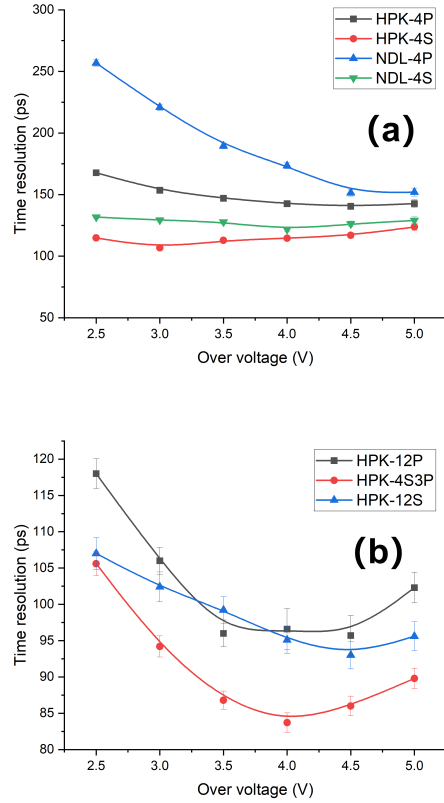 HPK-4P
HPK-4S
NDL-4P
NDL-4S
(a)
300
250
200
150
100
50
Time resolution (ps)
2.5 3.0 3.5 4.0 4.5 5.0
Over voltage (V)
HPK-12P
HPK-4S3P
HPK-12S
(b)
120
115
110
105
100
95
90
85
80
Time resolution (ps)
2.5 3.0 3.5 4.0 4.5 5.0
Over voltage (V)